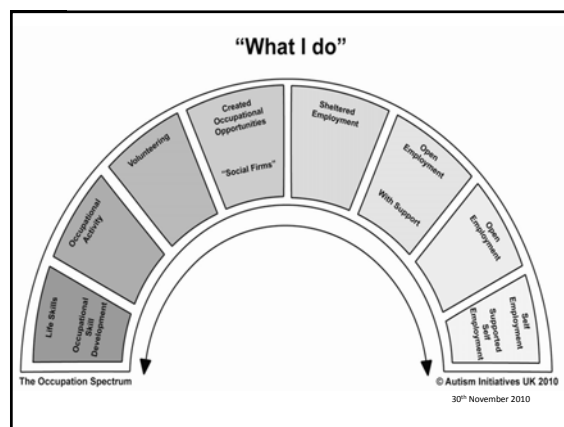 “What I do”
Life Skills
Occupational
Skill
Development
Occupational
Activity
Volunteering
Created
Occupational
Opportunities
“Social Firms”
Sheltered
Employment
Open
Employment
With Support
Open
Employment
Self
Employment
Supported Self
Employment
The Occupation Spectrum
© Autism Initiatives UK 2010
30th November 2010